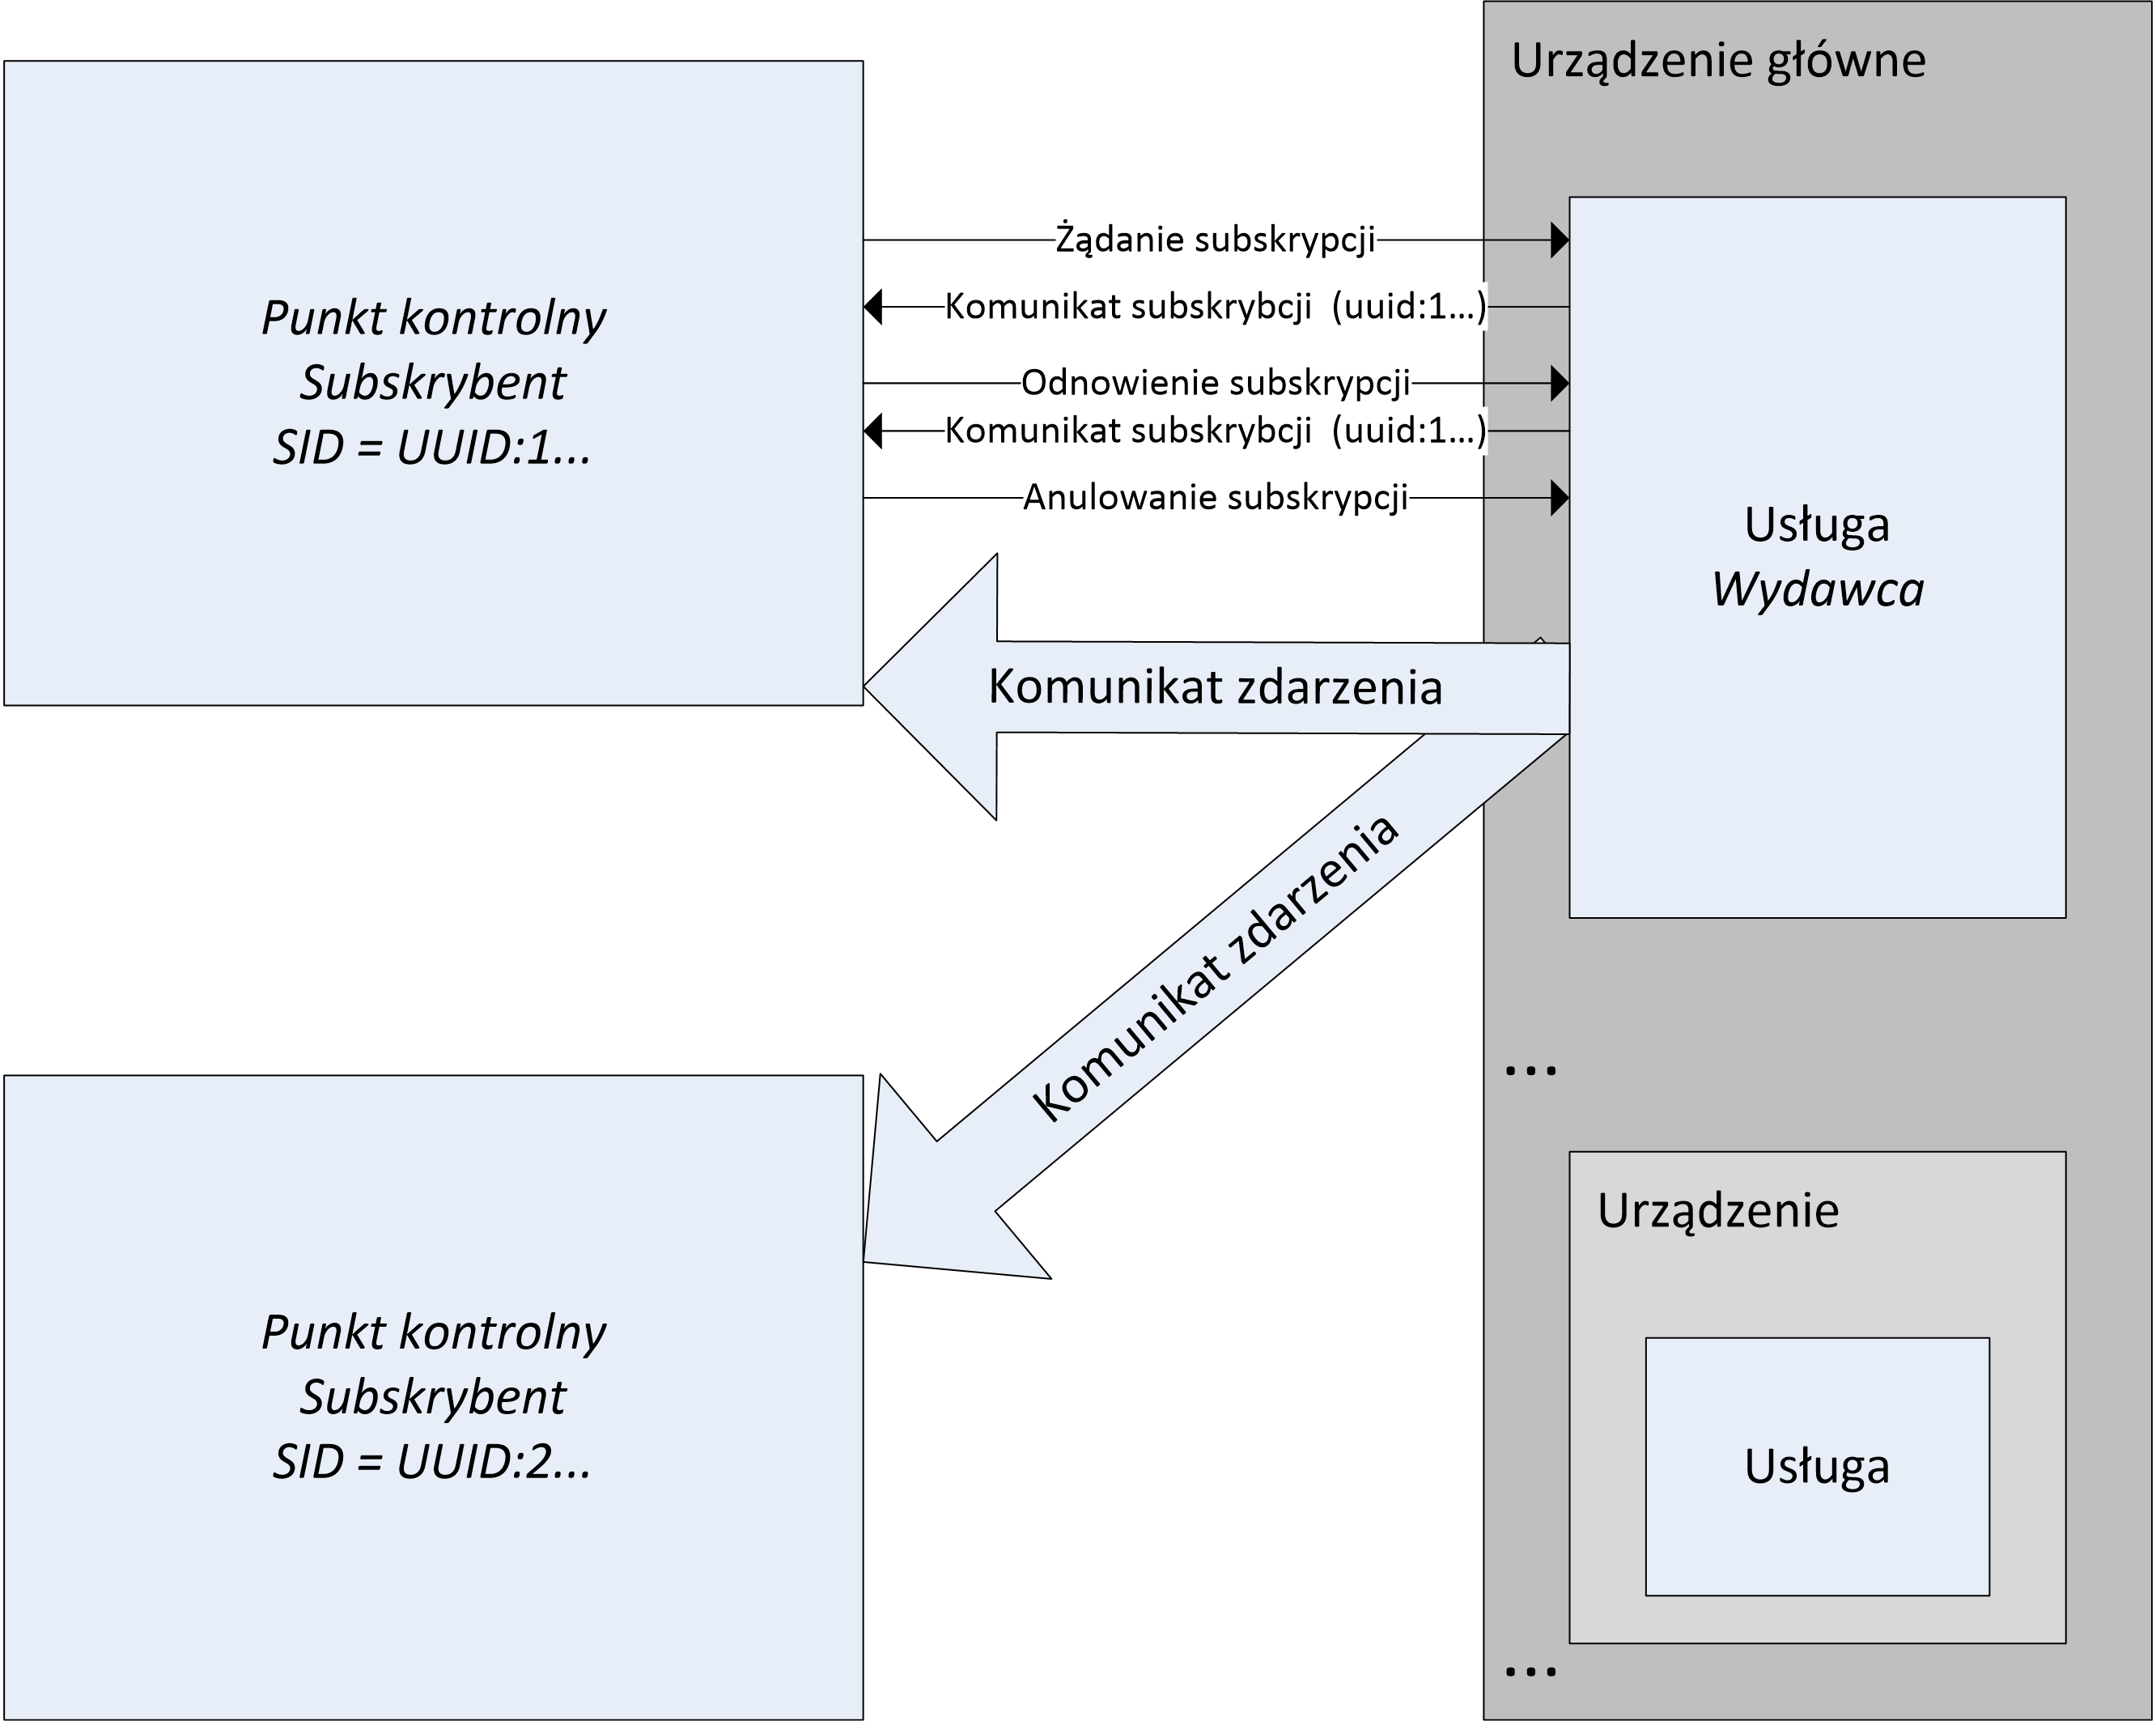 Urządzenie główne
Punkt kontrolny
Subskrybent
SID = UUID:1...
Żądanie subskrypcji
Komunikat subskrybcji (uuid:1...)
Odnowienie subskrypcji
Komunikat subskrybcji (uuid:1...)
Anulowanie subskrypcji
Usługa
Wydawca
Komunikat zdarzenia
Komunikat zdarzenia
...
Urządzenie
Punkt kontrolny
Subskrybent
SID = UUID:2...
Usługa
...